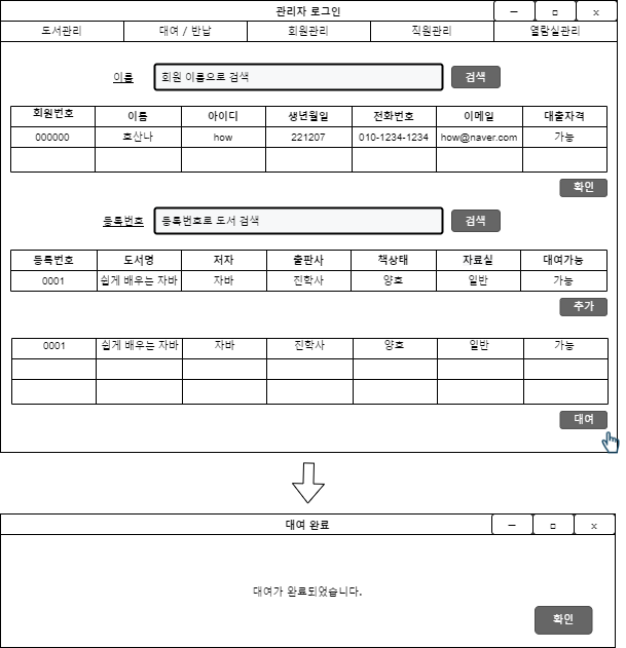 관리자 로그인
도서관리 대여 / 반납 회원관리 직원관리 열람실관리
이름 회원 이름으로 검색 검색
회원번호 이름 아이디 생년월일 전화번호 이메일 대출자격
000000 효산나 how 221207 010-1234-1234 how@naver.com 가능
확인
등록번호 등록번호로 도서 검색 검색
등록번호 도서명 저자 출판사 책상태 자료실 대여가능
0001 쉽게 배우는 자바 자바 진학사 양호 일반 가능
추가
0001 쉽게 배우는 자바 자바 진학사 양호 일반 가능
대여
대여 완료
대여가 완료되었습니다.
확인